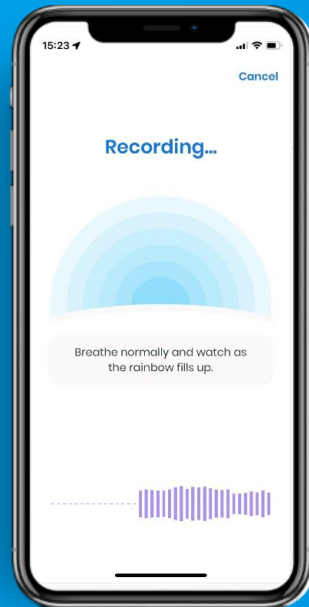 15:23
Cancel
Recording...
Breathe normally and watch as
the rainbow fills up.